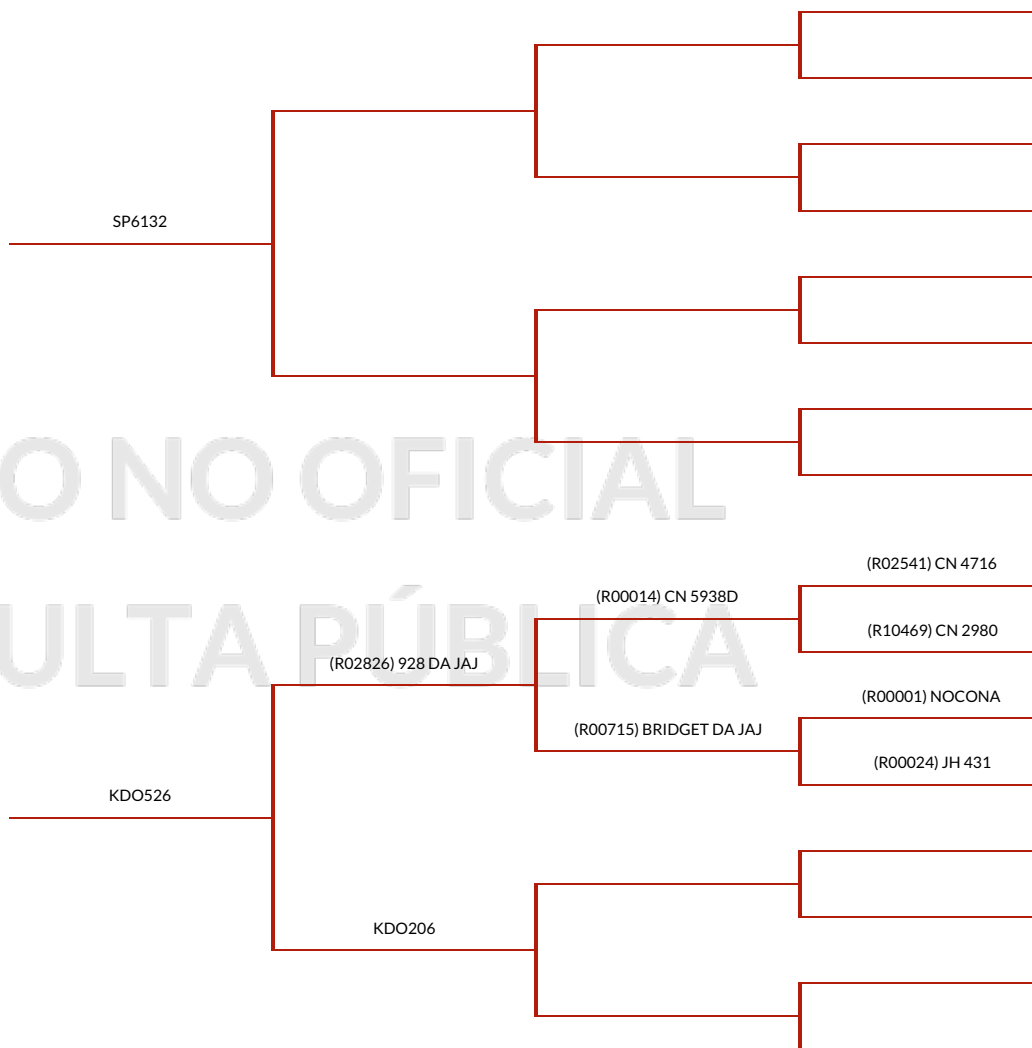 SP6132
O NO OFICIAL
(R02541) CN 4716
(R00014) CN 5938D
(R10469) CN 2980
ULTA PÚBLICA
(R02826) 928 DA JAJ
(R00001) NOCONA
(R00715) BRIDGET DA JAJ
(R00024) JH 431
KDO526
KDO206